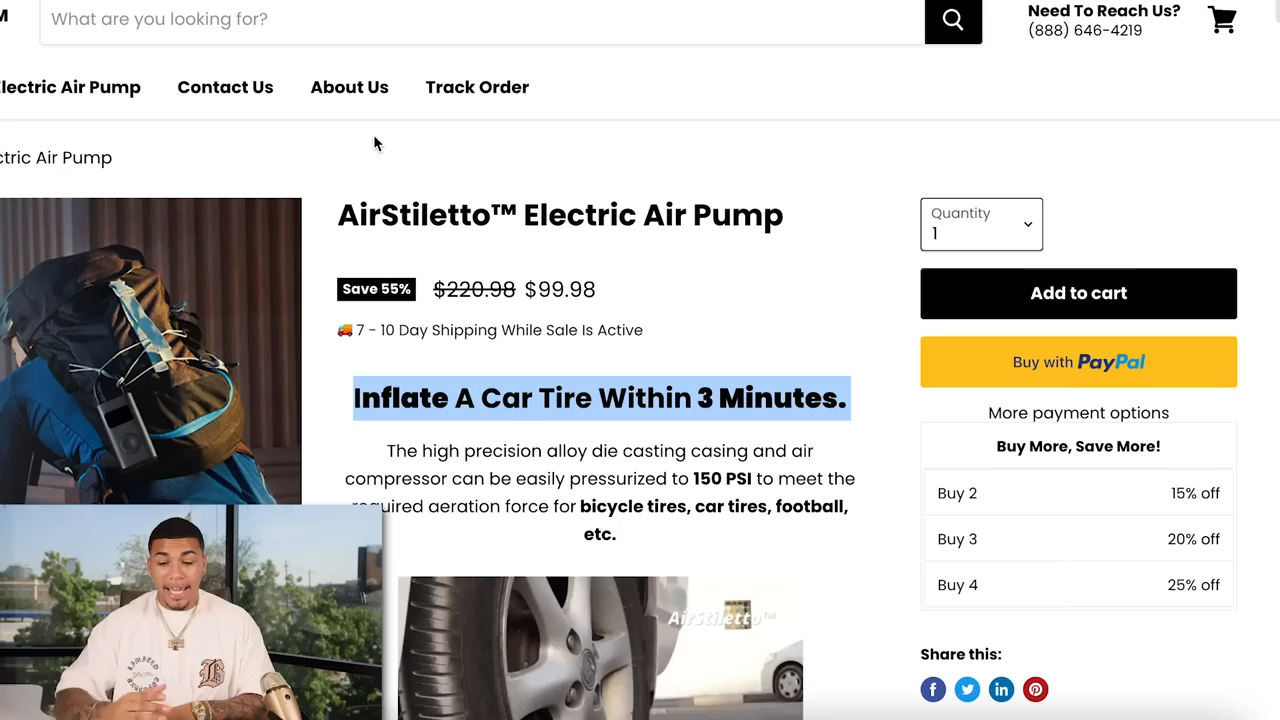 M
What are you looking for?
Need To Reach Us?
(888) 646-4219
Electric Air Pump
Contact Us
About Us
Track Order
ctric Air Pump
AirStiletto™ Electric Air Pump
Save 55% $220.98 $99.98
🚚 7 - 10 Day Shipping While Sale Is Active
Inflate A Car Tire Within 3 Minutes.
The high precision alloy die casting casing and air
compressor can be easily pressurized to 150 PSI to meet the
required aeration force for bicycle tires, car tires, football,
etc.
AirStiletto™
Quantity
1
Add to cart
Buy with PayPal
More payment options
Buy More, Save More!
Buy 2 15% off
Buy 3 20% off
Buy 4 25% off
Share this: